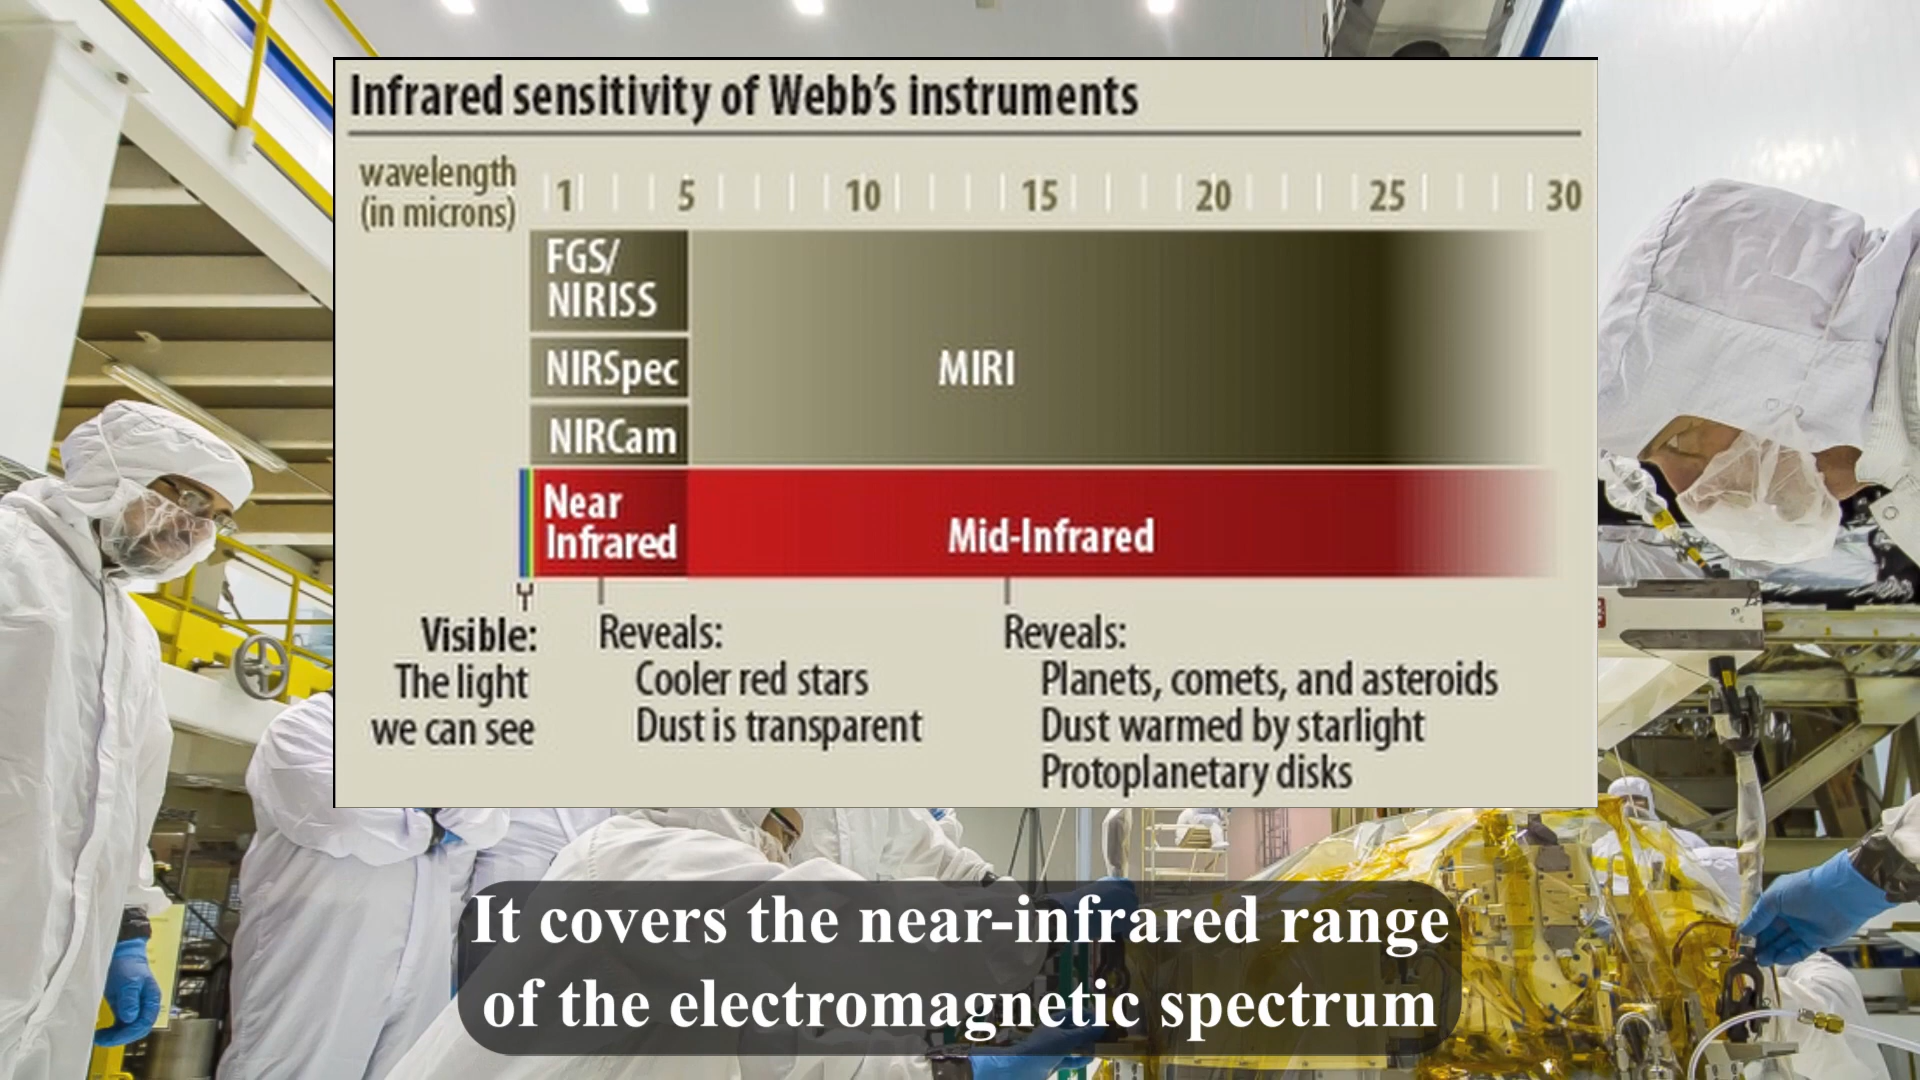 Infrared sensitivity of Webb's instruments
wavelength
(in microns)
1 5 10 15 20 25 30
FGS/
NIRISS
NIRSpec
NIRCam
MIRI
Near
Infrared
Mid-Infrared
Visible:
The light
we can see
Reveals:
Cooler red stars
Dust is transparent
Reveals:
Planets, comets, and asteroids
Dust warmed by starlight
Protoplanetary disks
It covers the near-infrared range
of the electromagnetic spectrum